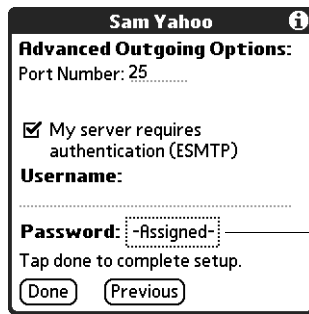 Sam Yahoo
Advanced Outgoing Options:
Port Number: 25
My server requires
authentication (ESMTP)
Username:
Password: -Assigned-
Tap done to complete setup.
Done Previous